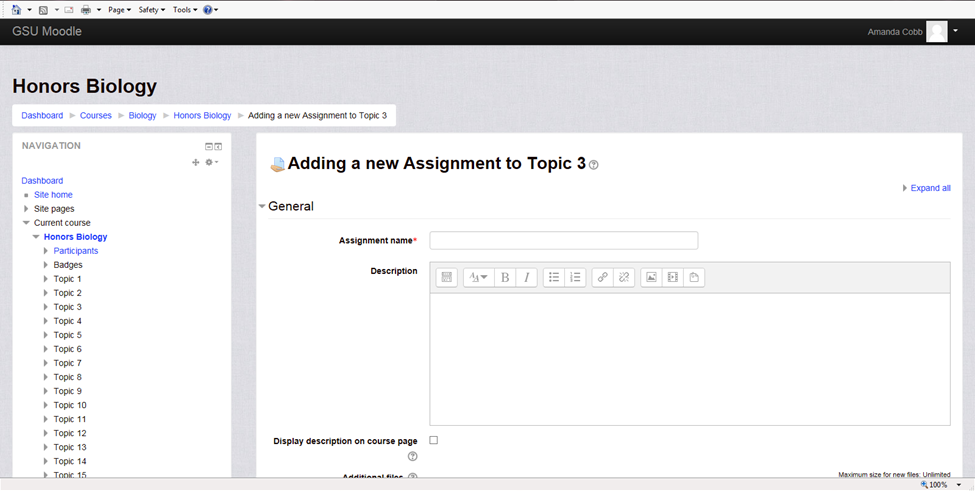 Page Safety Tools
GSU Moodle Amanda Cobb
Honors Biology
Dashboard Courses Biology Honors Biology Adding a new Assignment to Topic 3
NAVIGATION
Dashboard
Site home
Site pages
Current course
Honors Biology
Participants
Badges
Topic 1
Topic 2
Topic 3
Topic 4
Topic 5
Topic 6
Topic 7
Topic 8
Topic 9
Topic 10
Topic 11
Topic 12
Topic 13
Topic 14
Topic 15
Adding a new Assignment to Topic 3
Expand all
General
Assignment name*
Description
B I
Display description on course page
Additional files
Maximum size for new files: Unlimited
100%